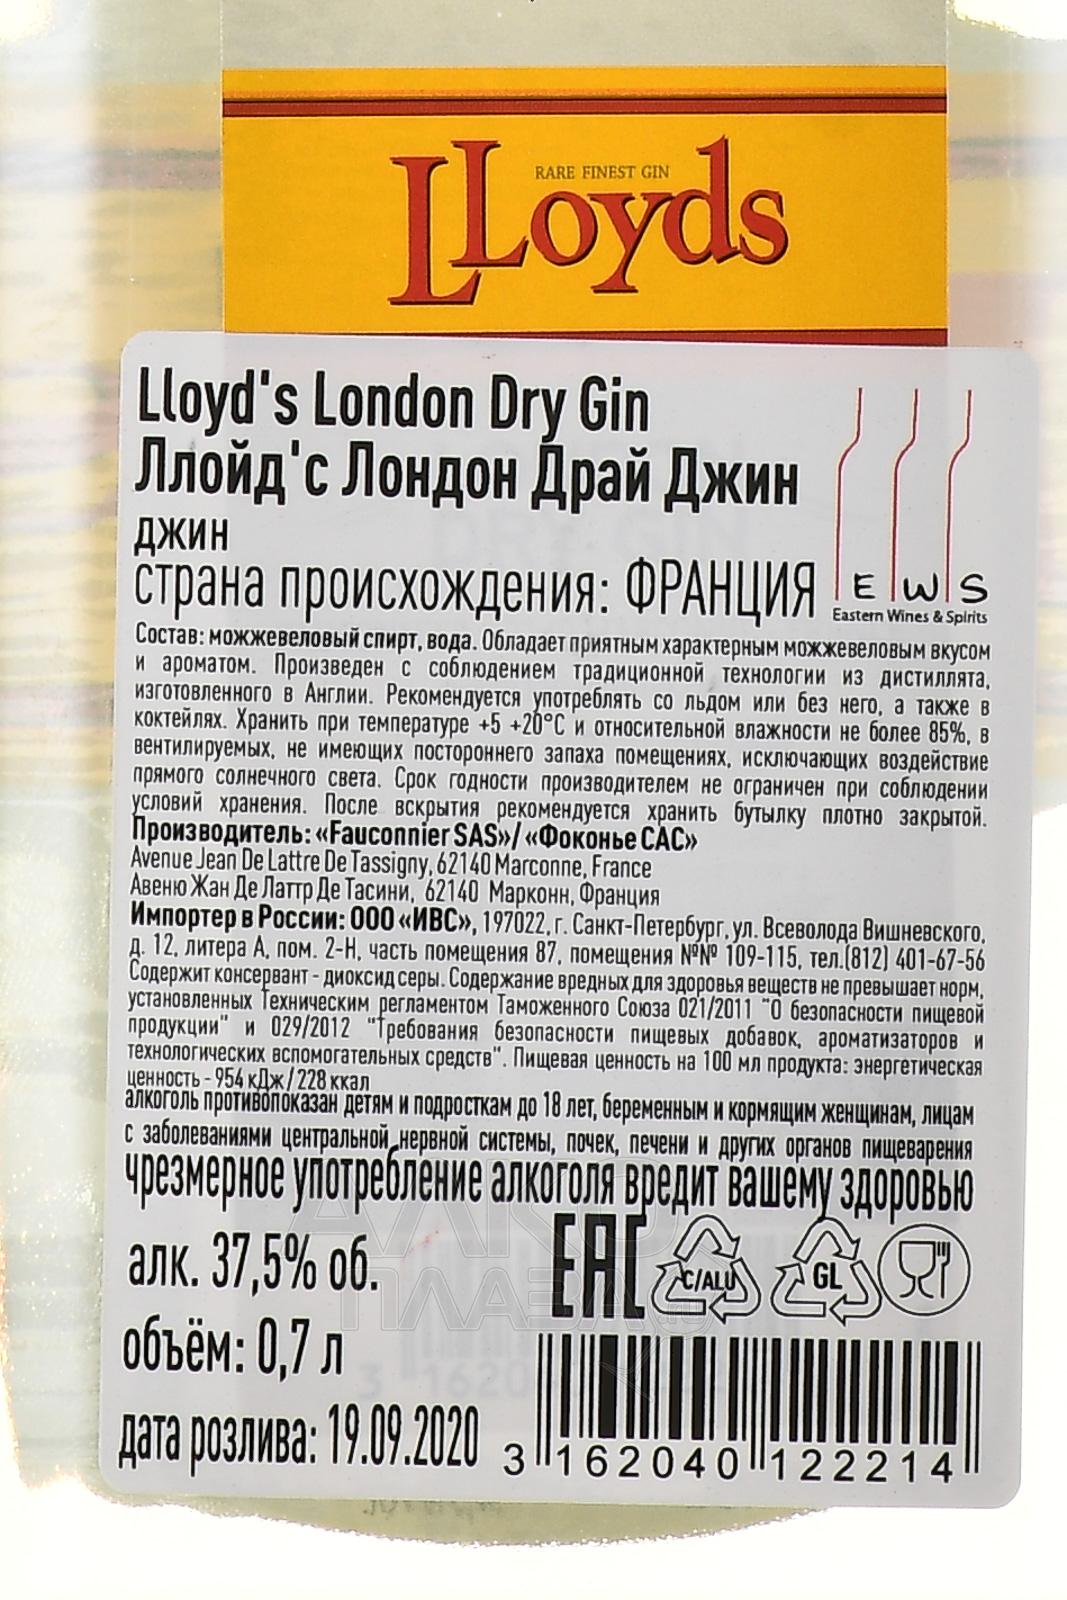 RARE FINEST GIN
LLoyds
Lloyd's London Dry Gin
Ллойд'с Лондон Драй Джин
джин
страна происхождения: ФРАНЦИЯ
E W S
Eastern Wines & Spirits
Состав: можжевеловый спирт, вода. Обладает приятным характерным можжевеловым вкусом
и ароматом. Произведен с соблюдением традиционной технологии из дистиллята,
изготовленного в Англии. Рекомендуется употреблять со льдом или без него, а также в
коктейлях. Хранить при температуре +5 +20°С и относительной влажности не более 85%, в
вентилируемых, не имеющих постороннего запаха помещениях, исключающих воздействие
прямого солнечного света. Срок годности производителем не ограничен при соблюдении
условий хранения. После вскрытия рекомендуется хранить бутылку плотно закрытой.
Производитель: «Fauconnier SAS»/ «Фоконье САС»
Avenue Jean De Lattre De Tassigny, 62140 Marconne, France
Авеню Жан Де Латтр Де Тасини, 62140 Марконн, Франция
Импортер в России: ООО «ИВС», 197022, г. Санкт-Петербург, ул. Всеволода Вишневского,
д. 12, литера А, пом. 2-Н, часть помещения 87, помещения №№ 109-115, тел.(812) 401-67-56
Содержит консервант - диоксид серы. Содержание вредных для здоровья веществ не превышает норм,
установленных Техническим регламентом Таможенного Союза 021/2011 "О безопасности пищевой
продукции" и 029/2012 "Требования безопасности пищевых добавок, ароматизаторов и
технологических вспомогательных средств". Пищевая ценность на 100 мл продукта: энергетическая
ценность - 954 кДж / 228 ккал
алкоголь противопоказан детям и подросткам до 18 лет, беременным и кормящим женщинам, лицам
с заболеваниями центральной нервной системы, почек, печени и других органов пищеварения
чрезмерное употребление алкоголя вредит вашему здоровью
алк. 37,5% об.
EAC
C/ALU
GL
объём: 0,7 л
дата розлива: 19.09.2020
3 162040 122214